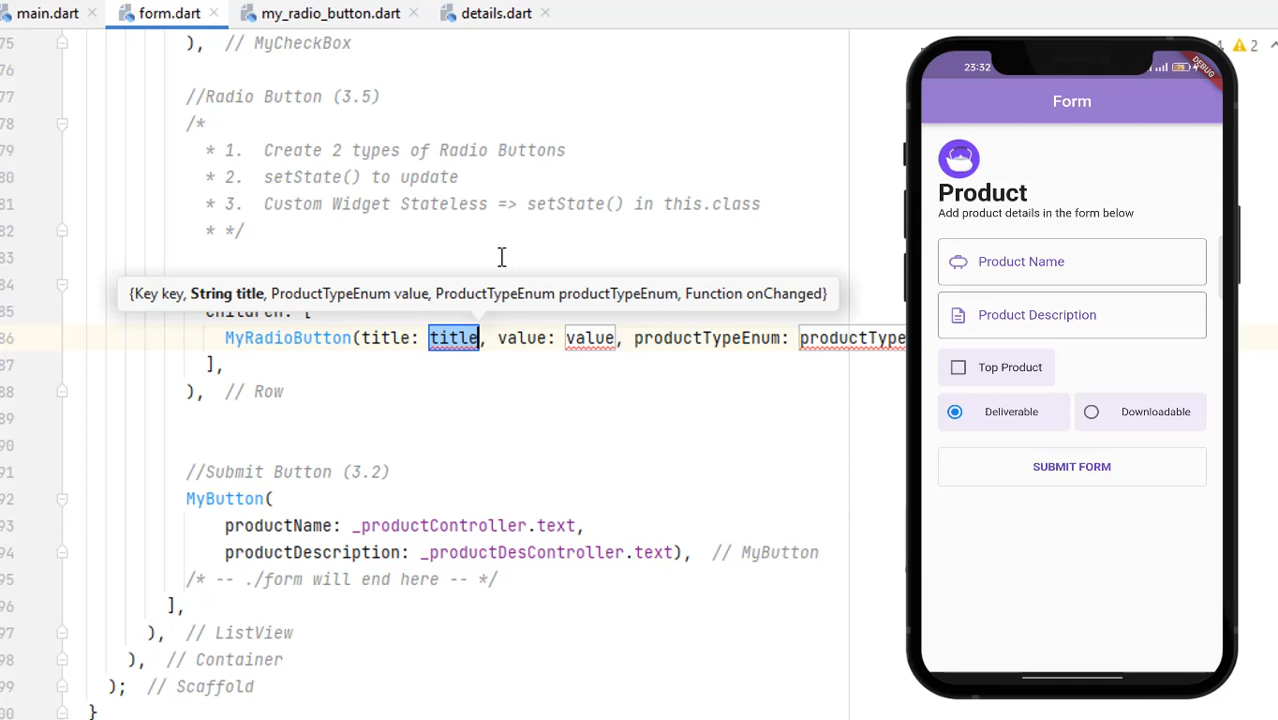 main.dart form.dart my_radio_button.dart details.dart
75 ), // MyCheckBox
2
76
77 //Radio Button (3.5)
78 /*
79 * 1. Create 2 types of Radio Buttons
80 * 2. setState() to update
81 * 3. Custom Widget Stateless => setState() in this.class
82 * */
83
84
{Key key, String title, ProductTypeEnum value, ProductTypeEnum productTypeEnum, Function onChanged}
85 children: [
86 MyRadioButton(title: title, value: value, productTypeEnum: productType
87 ],
88 ), // Row
89
90
91 //Submit Button (3.2)
92 MyButton(
93 productName: _productController.text,
94 productDescription: _productDesController.text), // MyButton
95 /* -- ./form will end here -- */
96 ],
97 ), // ListView
98 ), // Container
99 ); // Scaffold
00 }
23:32
DEBUG
Form
Product
Add product details in the form below
Product Name
Product Description
Top Product
Deliverable Downloadable
SUBMIT FORM